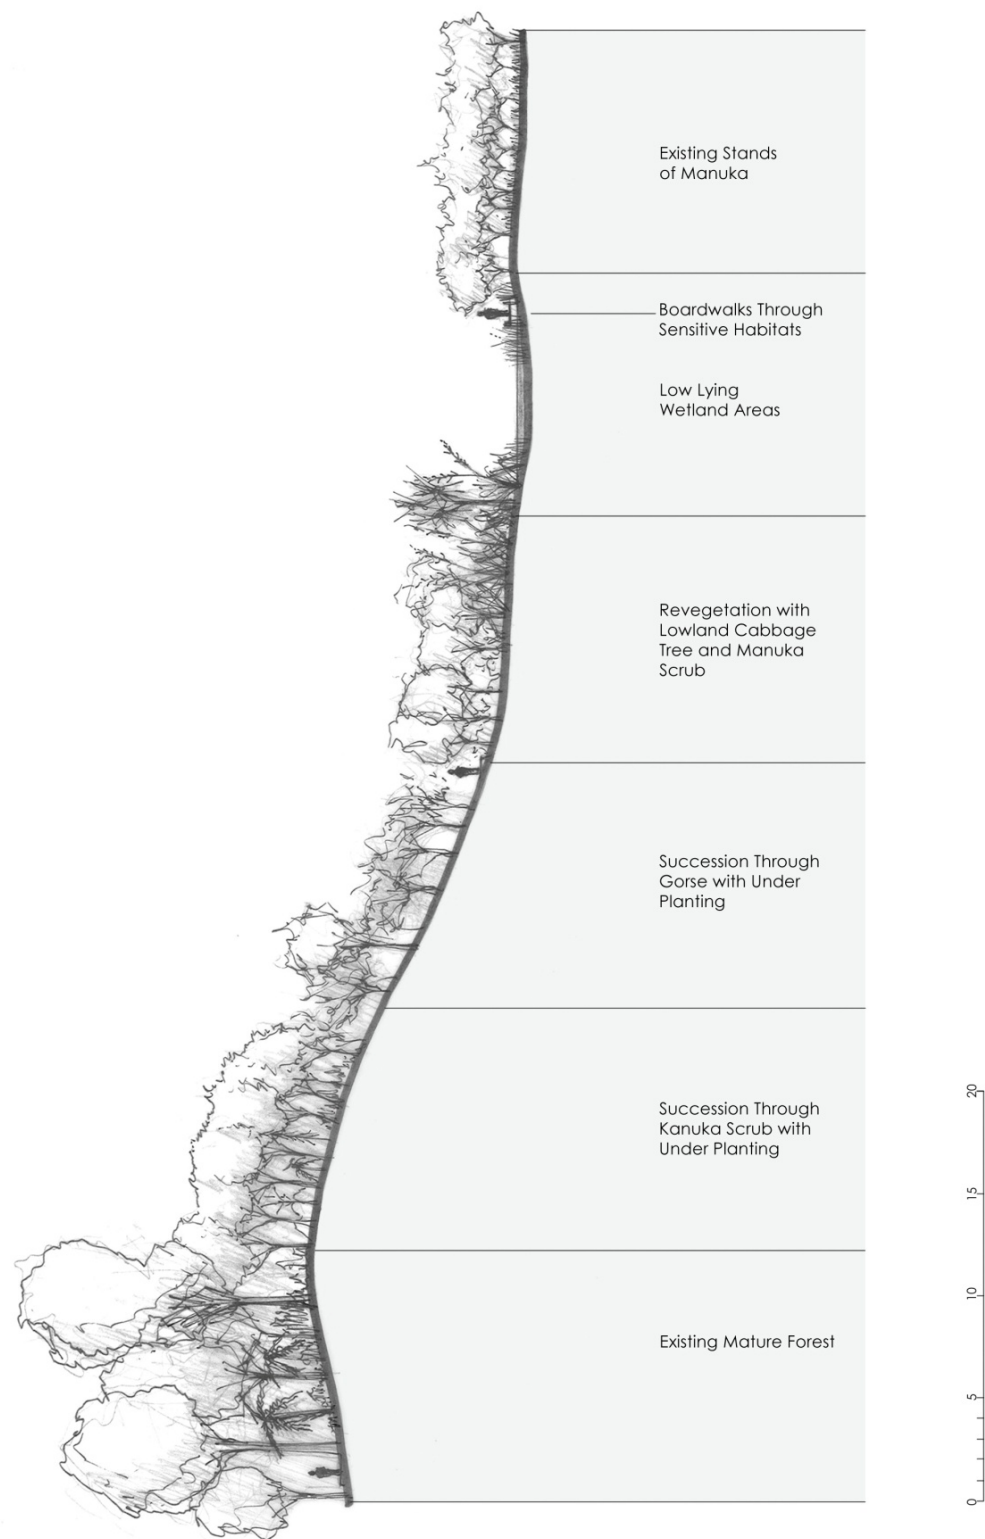 Existing Stands
of Manuka
Boardwalks Through
Sensitive Habitats
Low Lying
Wetland Areas
Revegetation with
Lowland Cabbage
Tree and Manuka
Scrub
Succession Through
Gorse with Under
Planting
Succession Through
Kanuka Scrub with
Under Planting
Existing Mature Forest
20
15
10
5
0